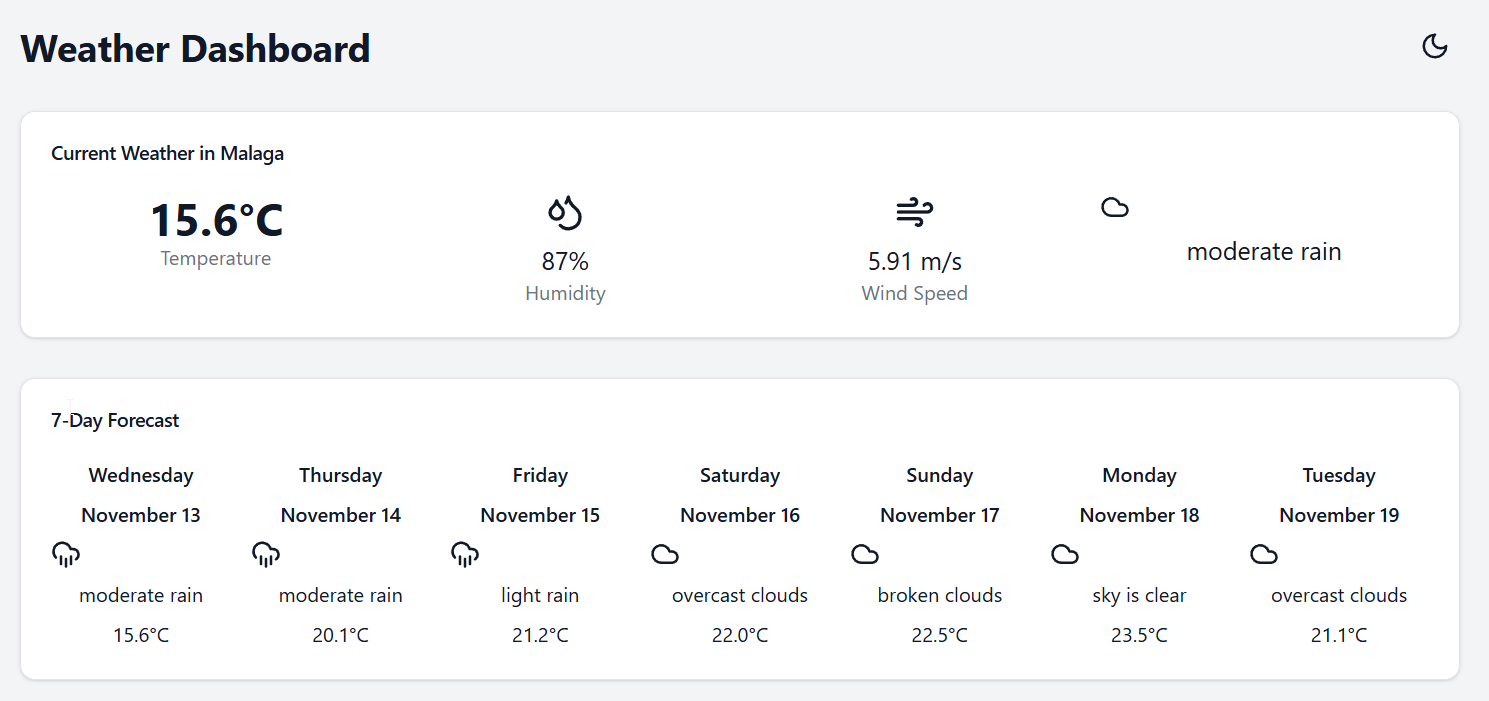 Weather Dashboard
Current Weather in Malaga
15.6°C
Temperature
87%
Humidity
5.91 m/s
Wind Speed
moderate rain
7-Day Forecast
Wednesday
November 13
moderate rain
15.6°C
Thursday
November 14
moderate rain
20.1°C
Friday
November 15
light rain
21.2°C
Saturday
November 16
overcast clouds
22.0°C
Sunday
November 17
broken clouds
22.5°C
Monday
November 18
sky is clear
23.5°C
Tuesday
November 19
overcast clouds
21.1°C